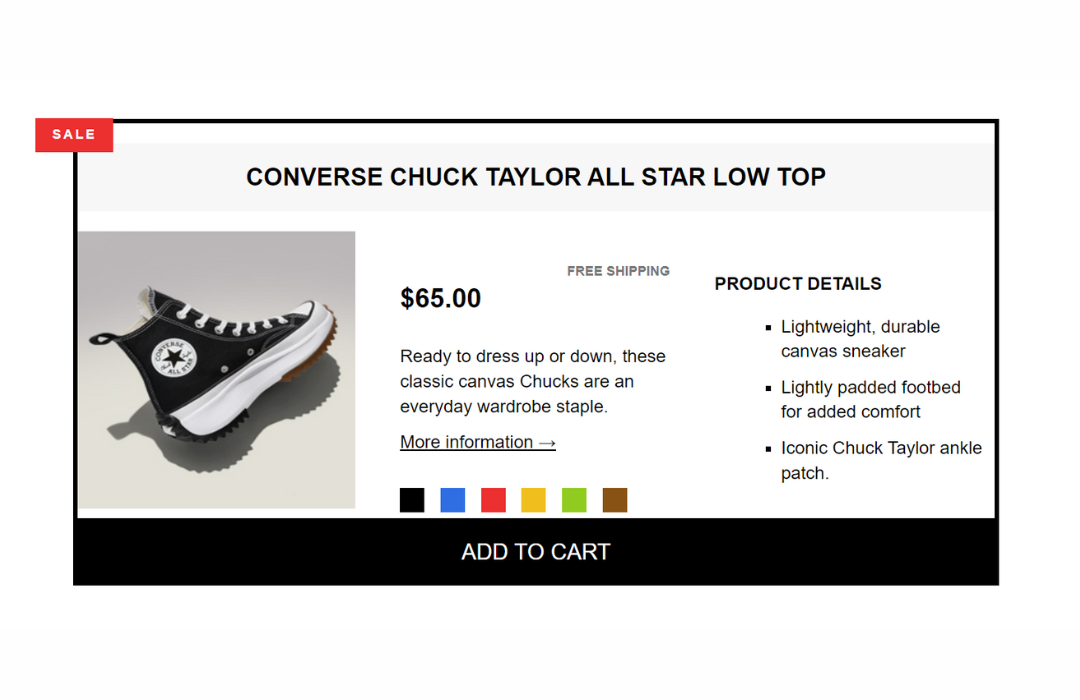 SALE
CONVERSE CHUCK TAYLOR ALL STAR LOW TOP
CONVERSE
ALL STAR
FREE SHIPPING
$65.00
Ready to dress up or down, these
classic canvas Chucks are an
everyday wardrobe staple.
More information →
PRODUCT DETAILS
Lightweight, durable
canvas sneaker
Lightly padded footbed
for added comfort
Iconic Chuck Taylor ankle
patch.
ADD TO CART